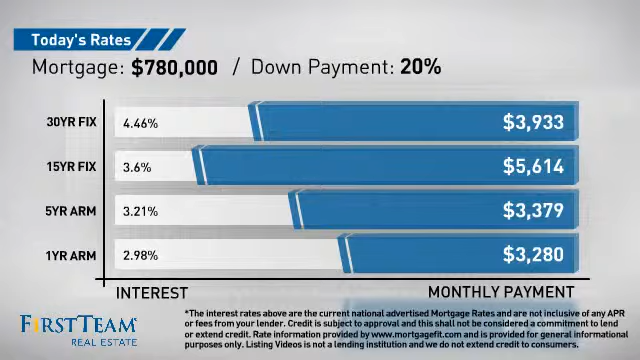 Today's Rates
Mortgage: $780,000 / Down Payment: 20%
30YR FIX 4.46% $3,933
15YR FIX 3.6% $5,614
5YR ARM 3.21% $3,379
1YR ARM 2.98% $3,280
INTEREST MONTHLY PAYMENT
FIRSTTEAM®
REAL ESTATE
*The interest rates above are the current national advertised Mortgage Rates and are not inclusive of any APR
or fees from your lender. Credit is subject to approval and this shall not be considered a commitment to lend
or extend credit. Rate information provided by www.mortgagefit.com and is provided for general informational
purposes only. Listing Videos is not a lending institution and we do not extend credit to consumers.